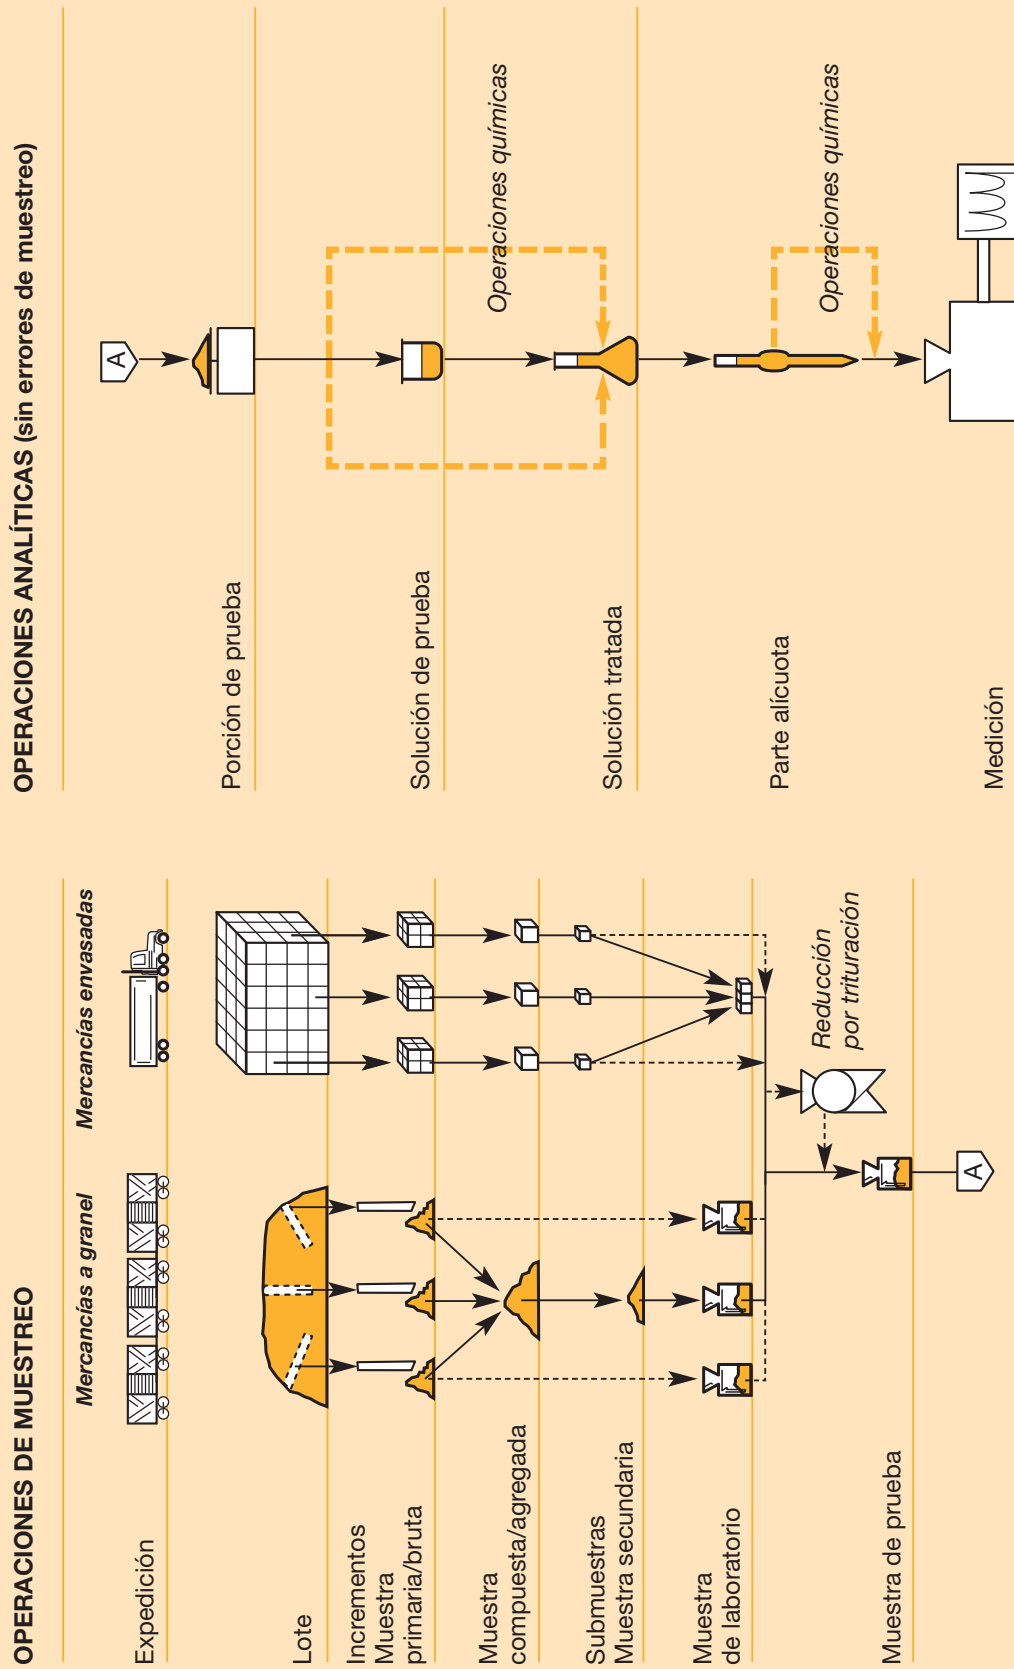 OPERACIONES DE MUESTREO
Mercancías a granel
Mercancías envasadas
Expedición
Lote
Incrementos
Muestra
primaria/bruta
Muestra
compuesta/agregada
Submuestras
Muestra secundaria
Muestra
de laboratorio
Reducción
por trituración
Muestra de prueba
A
OPERACIONES ANALÍTICAS (sin errores de muestreo)
A
Porción de prueba
Solución de prueba
Operaciones químicas
Solución tratada
Parte alícuota
Operaciones químicas
Medición